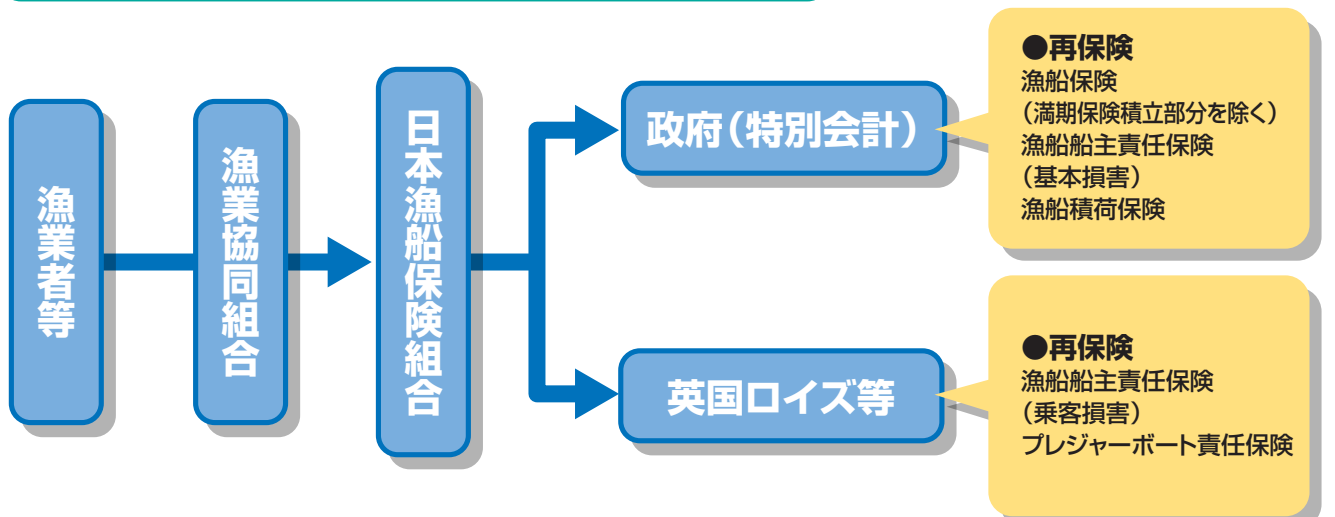 漁業者等
漁業協同組合
日本漁船保険組合
政府（特別会計）
●再保険
漁船保険
（満期保険積立部分を除く）
漁船船主責任保険
（基本損害）
漁船積荷保険
英国ロイズ等
●再保険
漁船船主責任保険
（乗客損害）
プレジャーボート責任保険